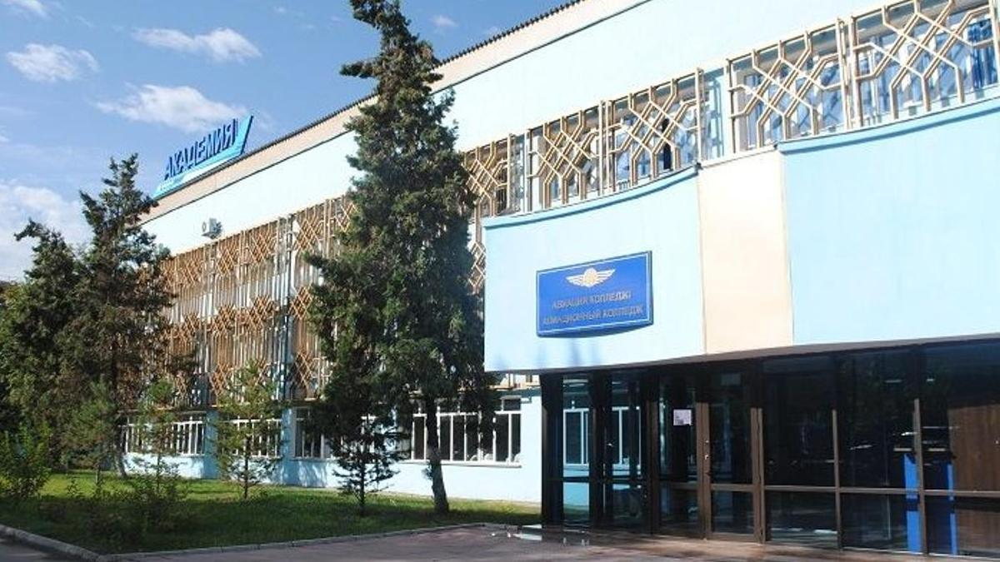 АКАДЕМИЯ
АВИАЦИЯ КОЛЛЕДЖІ
АВИАЦИОННЫЙ КОЛЛЕДЖ